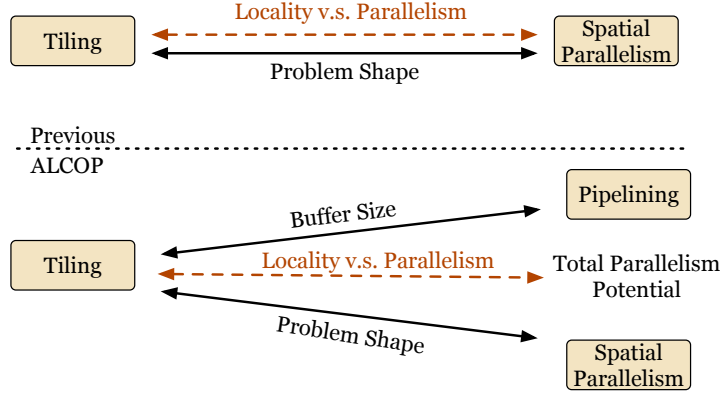 Locality v.s. Parallelism
Tiling
Spatial
Parallelism
Problem Shape
Previous
ALCOP
Pipelining
Buffer Size
Tiling
Locality v.s. Parallelism
Total Parallelism
Potential
Problem Shape
Spatial
Parallelism